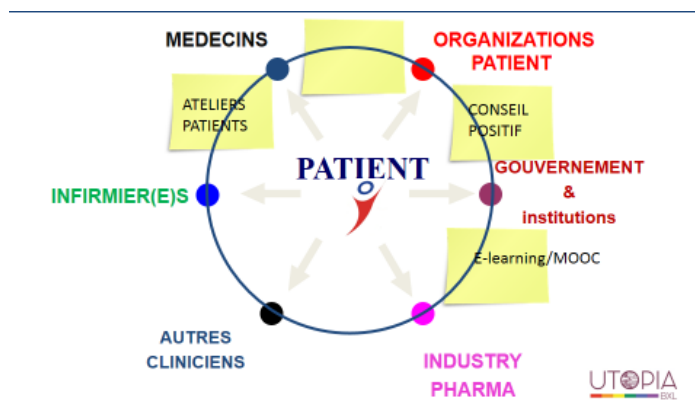 MEDECINS
ORGANIZATIONS
PATIENT
ATELIERS
PATIENTS
CONSEIL
POSITIF
PATIENT
INFIRMIER(E)S
GOUVERNEMENT
&
institutions
E-learning/MOOC
AUTRES
CLINICIENS
INDUSTRY
PHARMA
UTOPIA
BXL